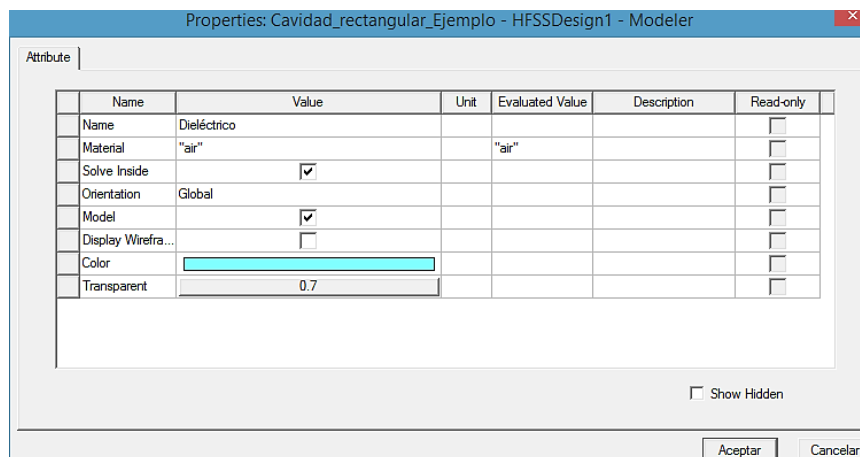 Properties: Cavidad_rectangular_Ejemplo - HFSSDesign1 - Modeler
Attribute
Name Value Unit Evaluated Value Description Read-only
Name Dieléctrico
Material "air" "air"
Solve Inside
Orientation Global
Model
Display Wirefra...
Color
Transparent 0.7
Show Hidden
Aceptar Cancelar